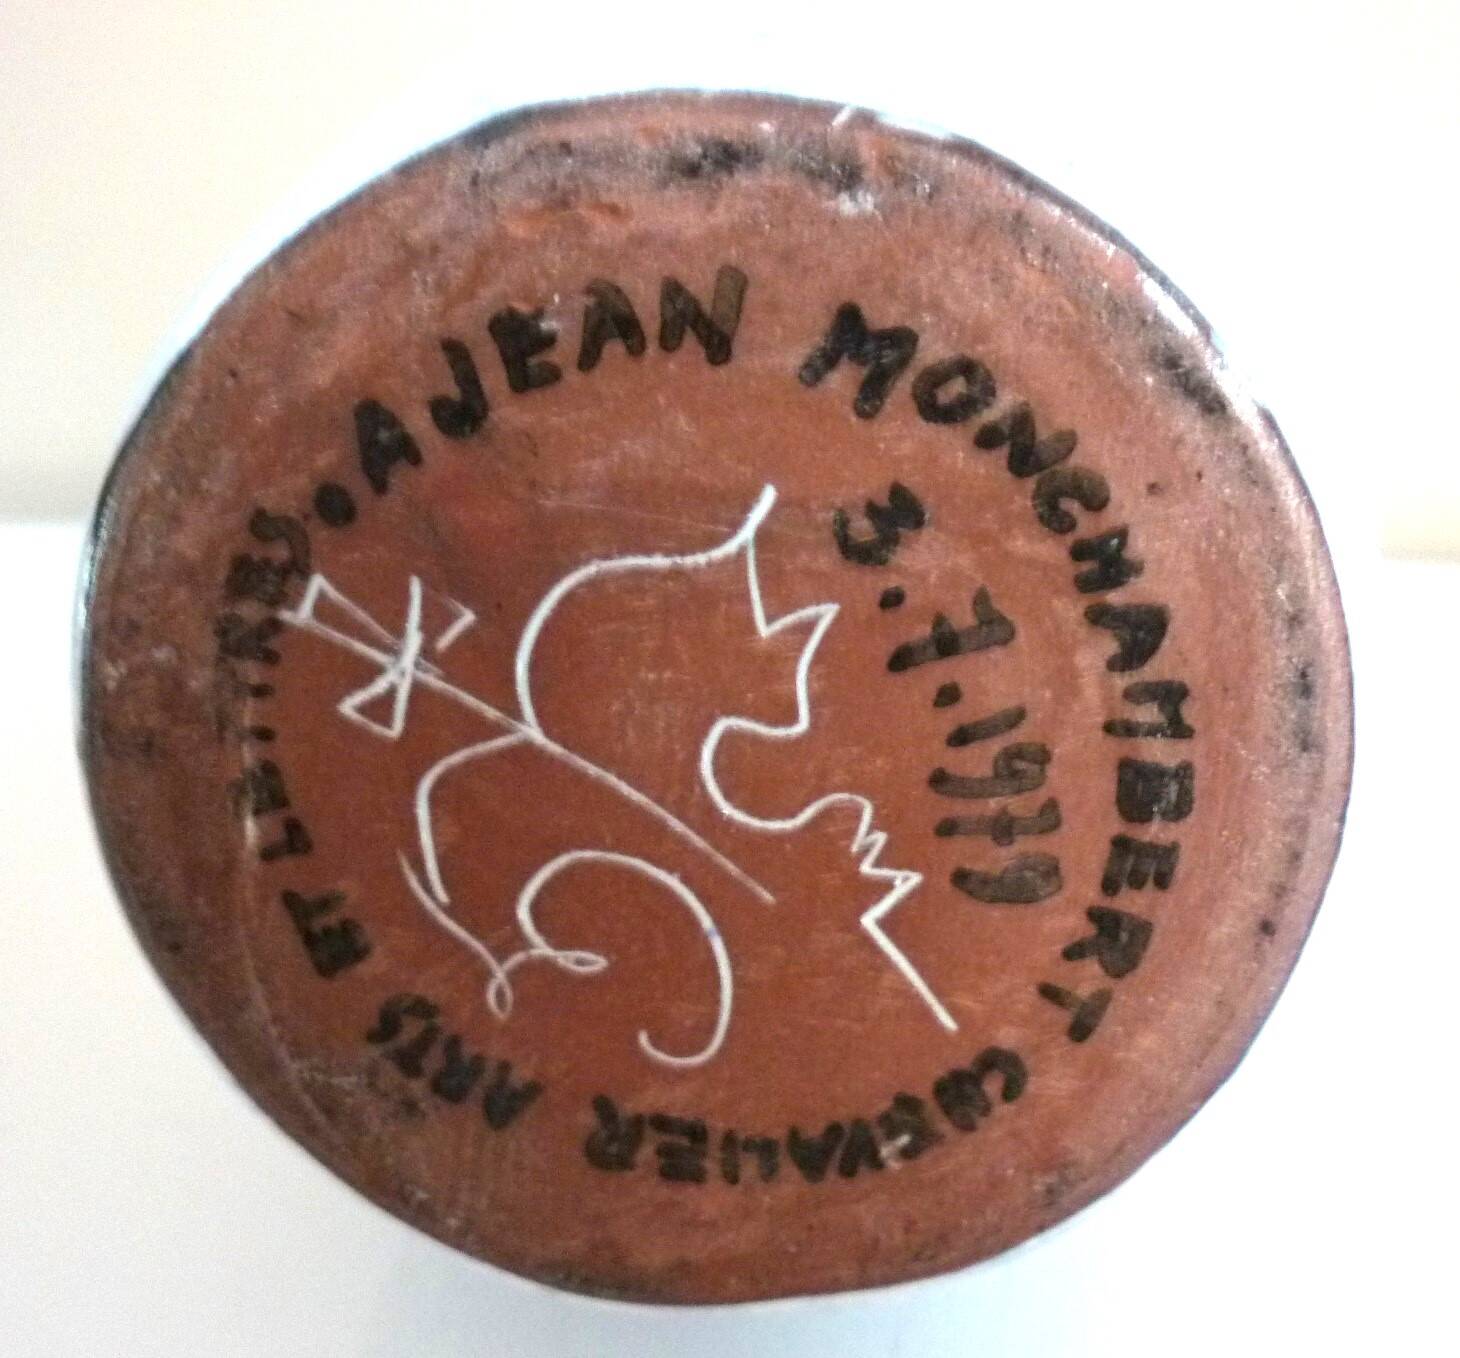 A JEAN MONCHAMBERT CHEVALIER ARTS ET LETTRES.
3.7.1979